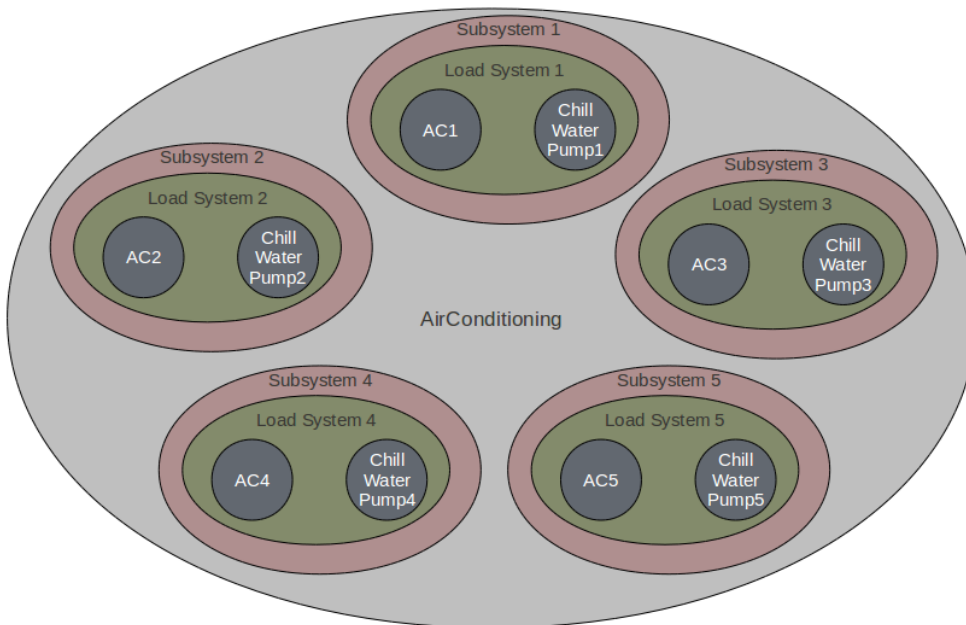 Subsystem 1
Load System 1
AC1
Chill
Water
Pump1
Subsystem 2
Load System 2
AC2
Chill
Water
Pump2
Subsystem 3
Load System 3
AC3
Chill
Water
Pump3
AirConditioning
Subsystem 4
Load System 4
AC4
Chill
Water
Pump4
Subsystem 5
Load System 5
AC5
Chill
Water
Pump5